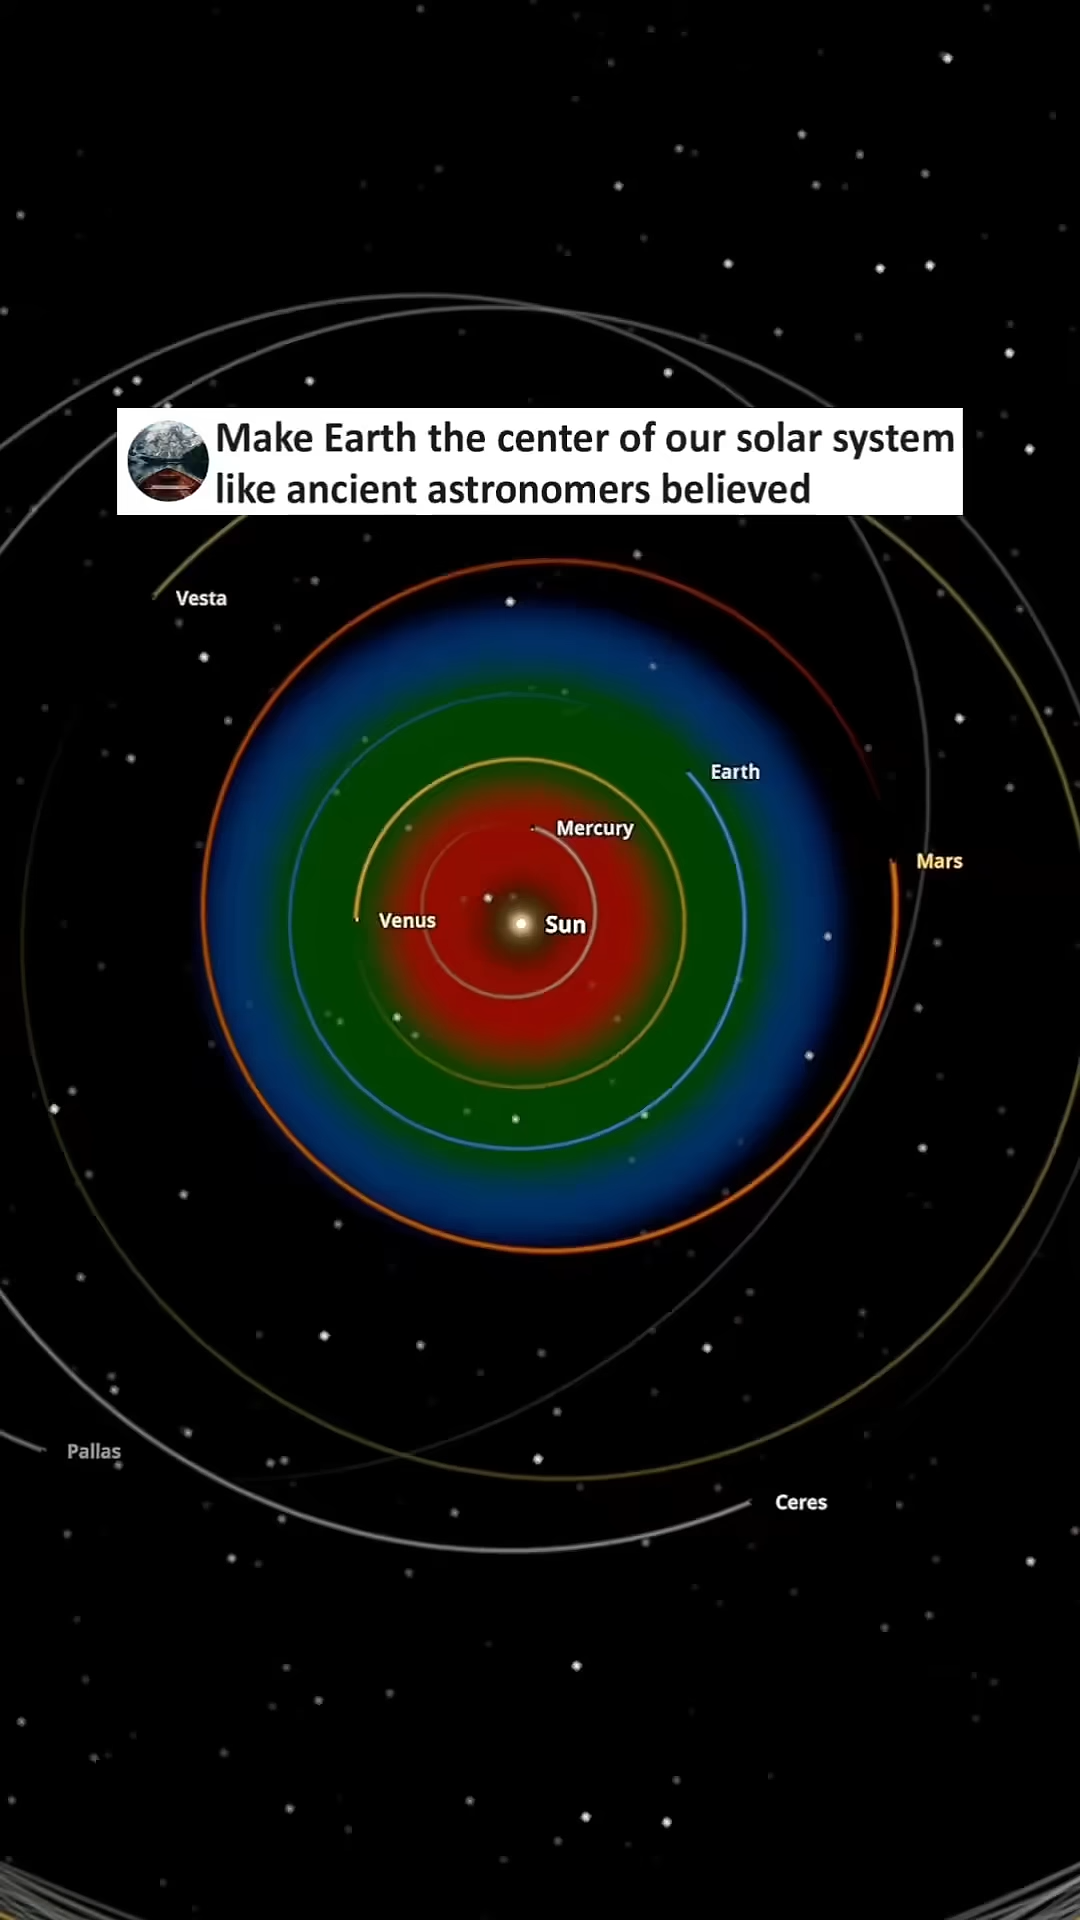 Make Earth the center of our solar system
like ancient astronomers believed
Vesta
Earth
Mercury
Mars
Venus
Sun
Pallas
Ceres